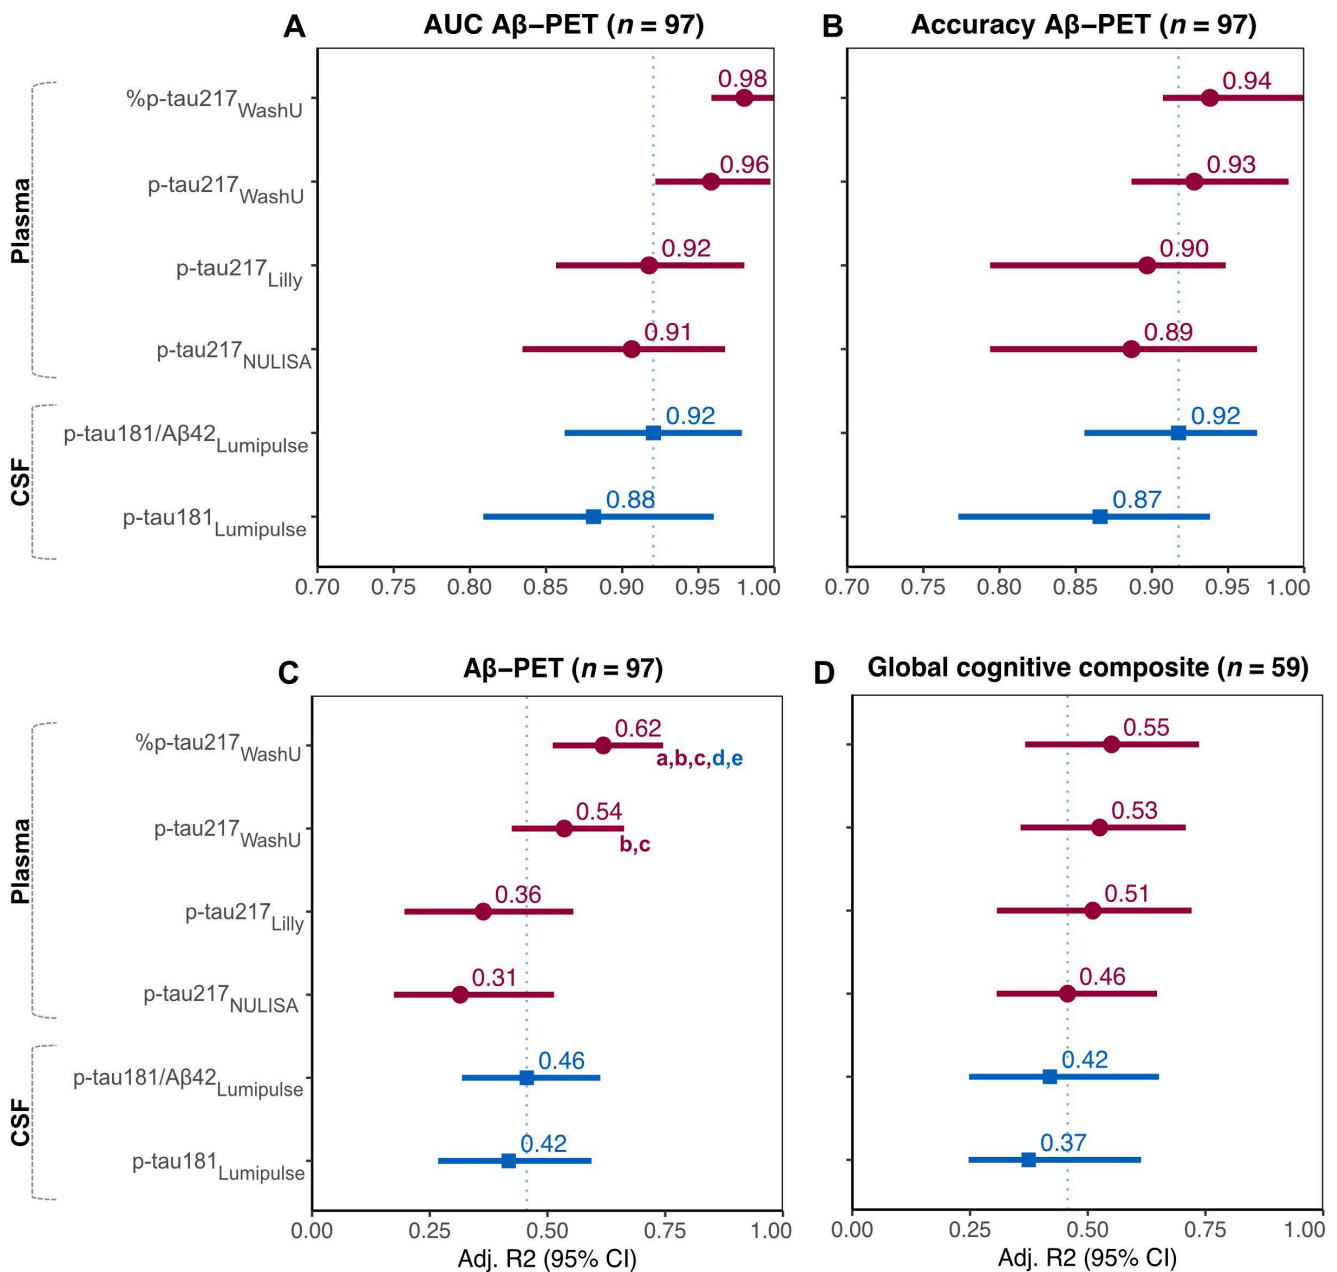 A
AUC Aβ–PET (n = 97)
B
Accuracy Aβ–PET (n = 97)
Plasma
CSF
%p-tau217WashU
p-tau217WashU
p-tau217Lilly
p-tau217NULISA
p-tau181/Aβ42Lumipulse
p-tau181Lumipulse
0.98
0.96
0.92
0.91
0.92
0.88
0.70 0.75 0.80 0.85 0.90 0.95 1.00
0.94
0.93
0.90
0.89
0.92
0.87
0.70 0.75 0.80 0.85 0.90 0.95 1.00
C
Aβ–PET (n = 97)
D
Global cognitive composite (n = 59)
Plasma
CSF
%p-tau217WashU
p-tau217WashU
p-tau217Lilly
p-tau217NULISA
p-tau181/Aβ42Lumipulse
p-tau181Lumipulse
0.62
a,b,c,d,e
0.54
b,c
0.36
0.31
0.46
0.42
0.00 0.25 0.50 0.75 1.00
Adj. R2 (95% CI)
0.55
0.53
0.51
0.46
0.42
0.37
0.00 0.25 0.50 0.75 1.00
Adj. R2 (95% CI)